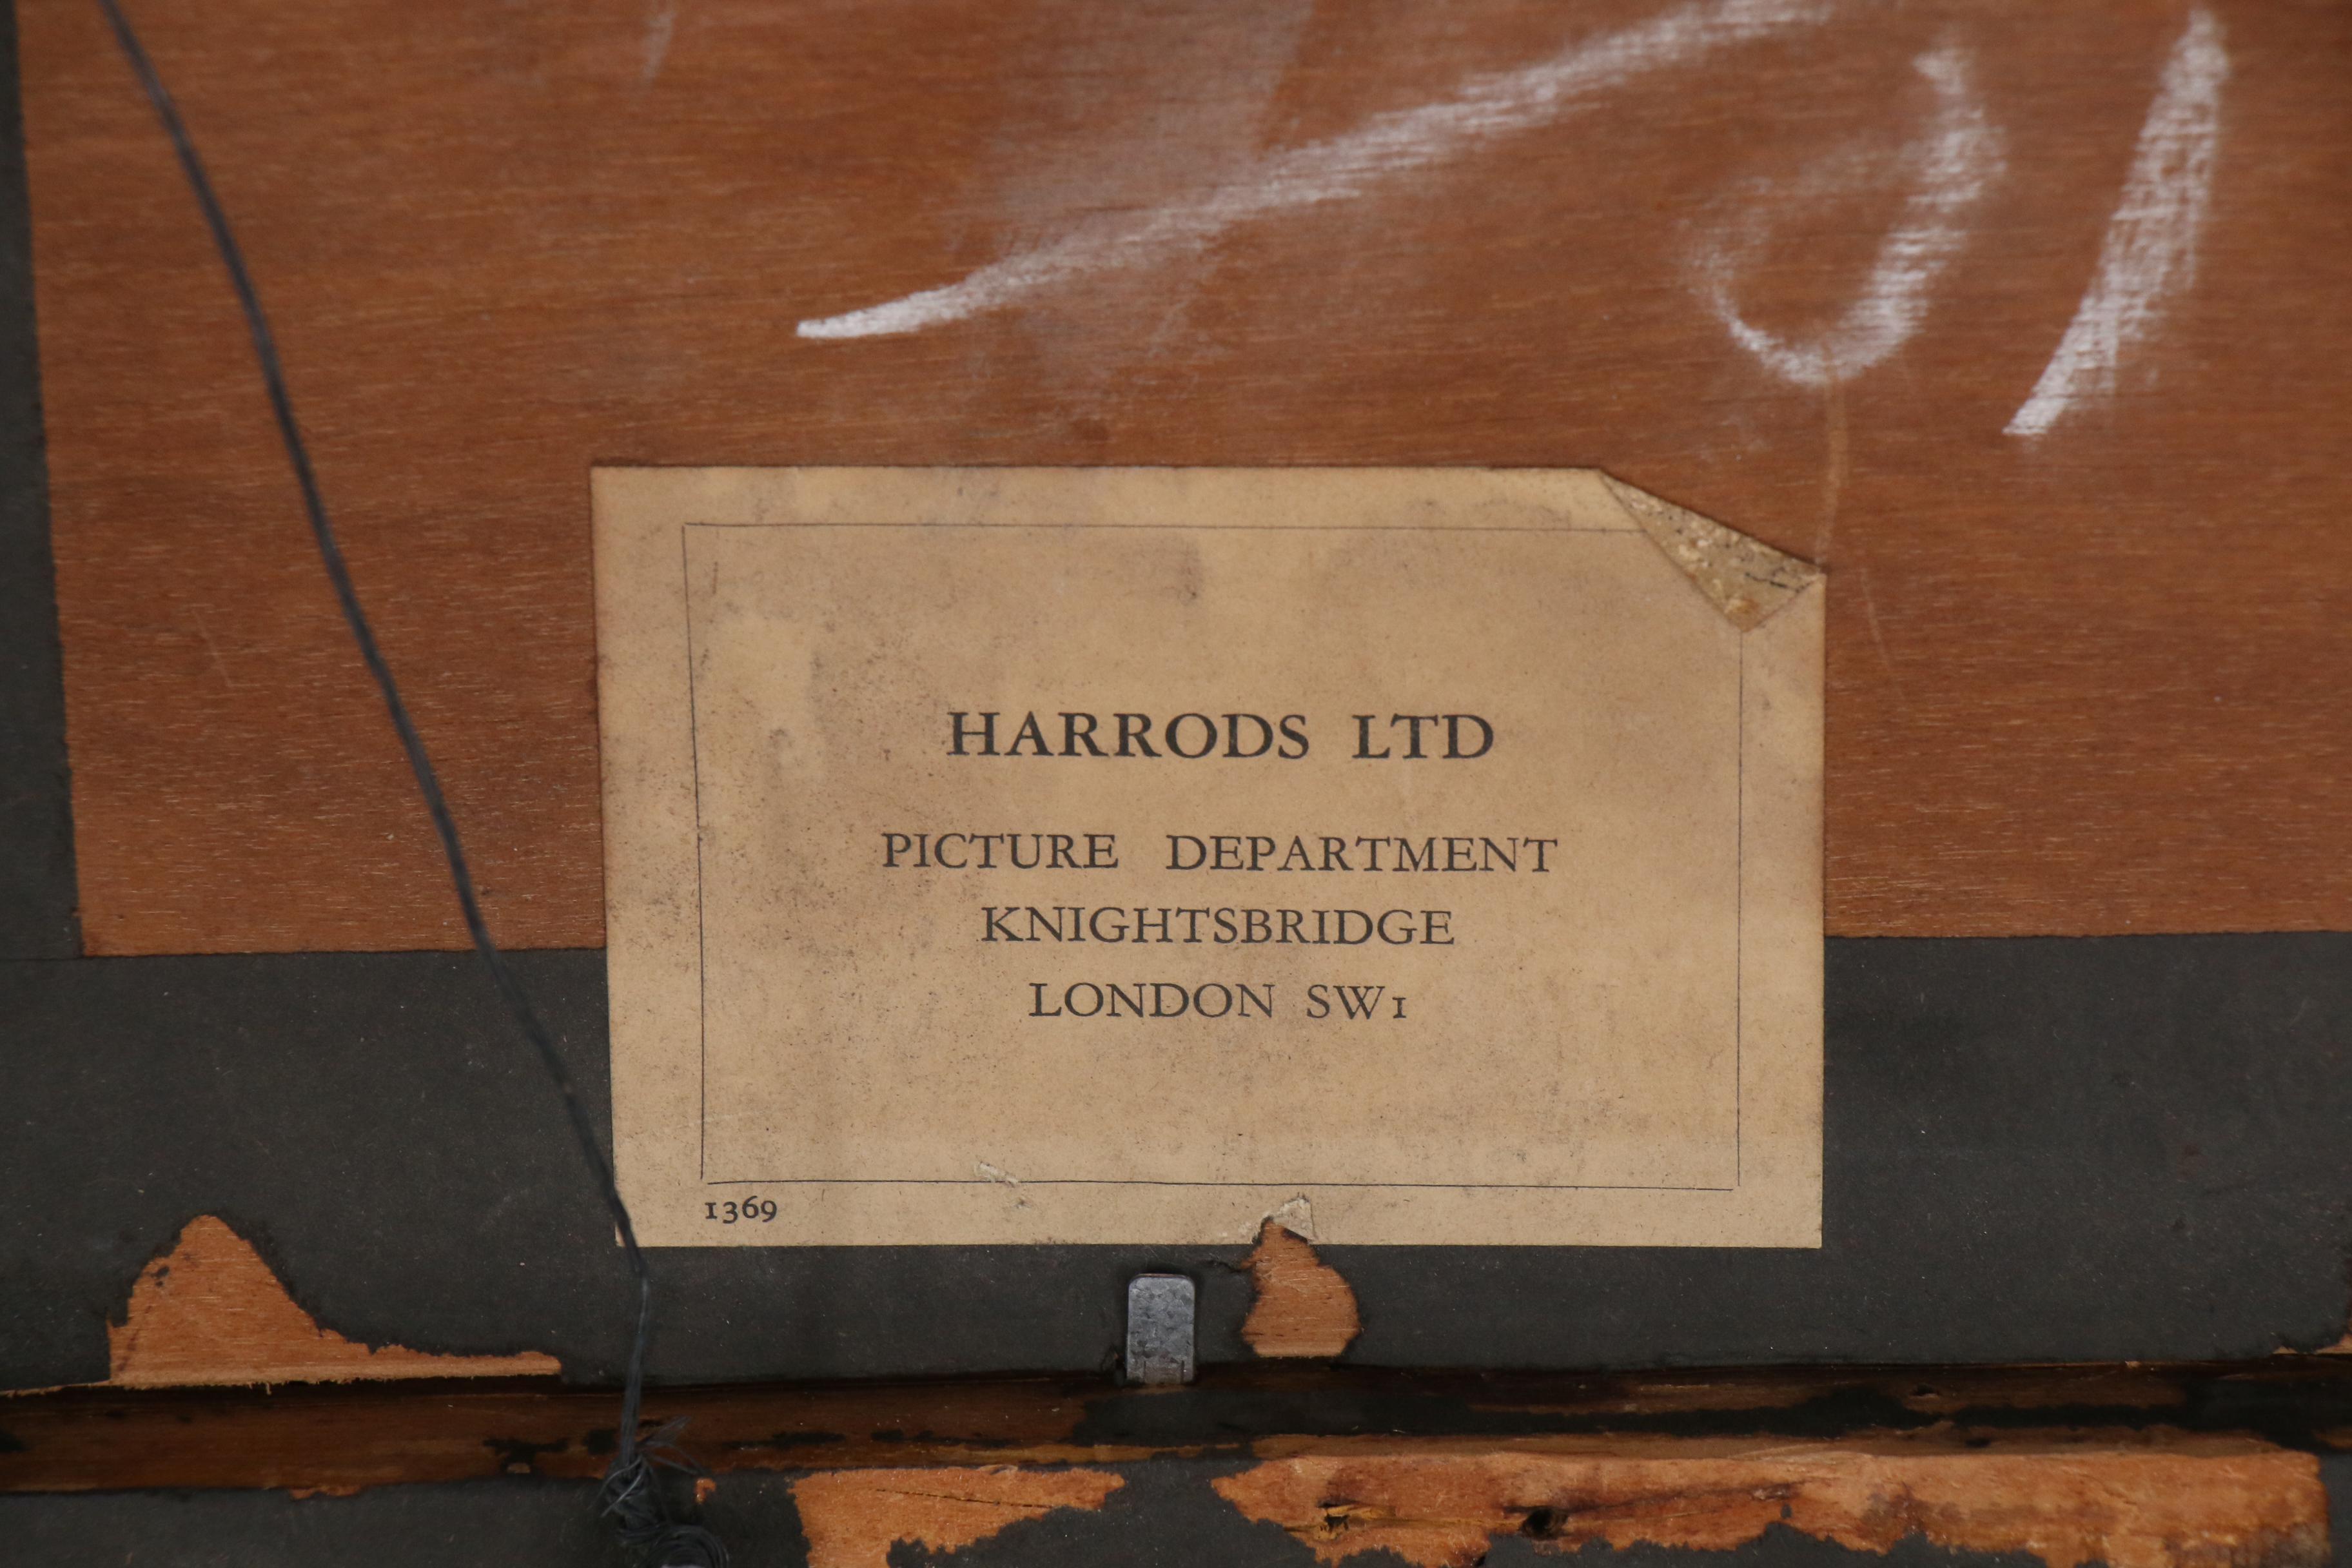 HARRODS LTD
PICTURE DEPARTMENT
KNIGHTSBRIDGE
LONDON SW1
1369